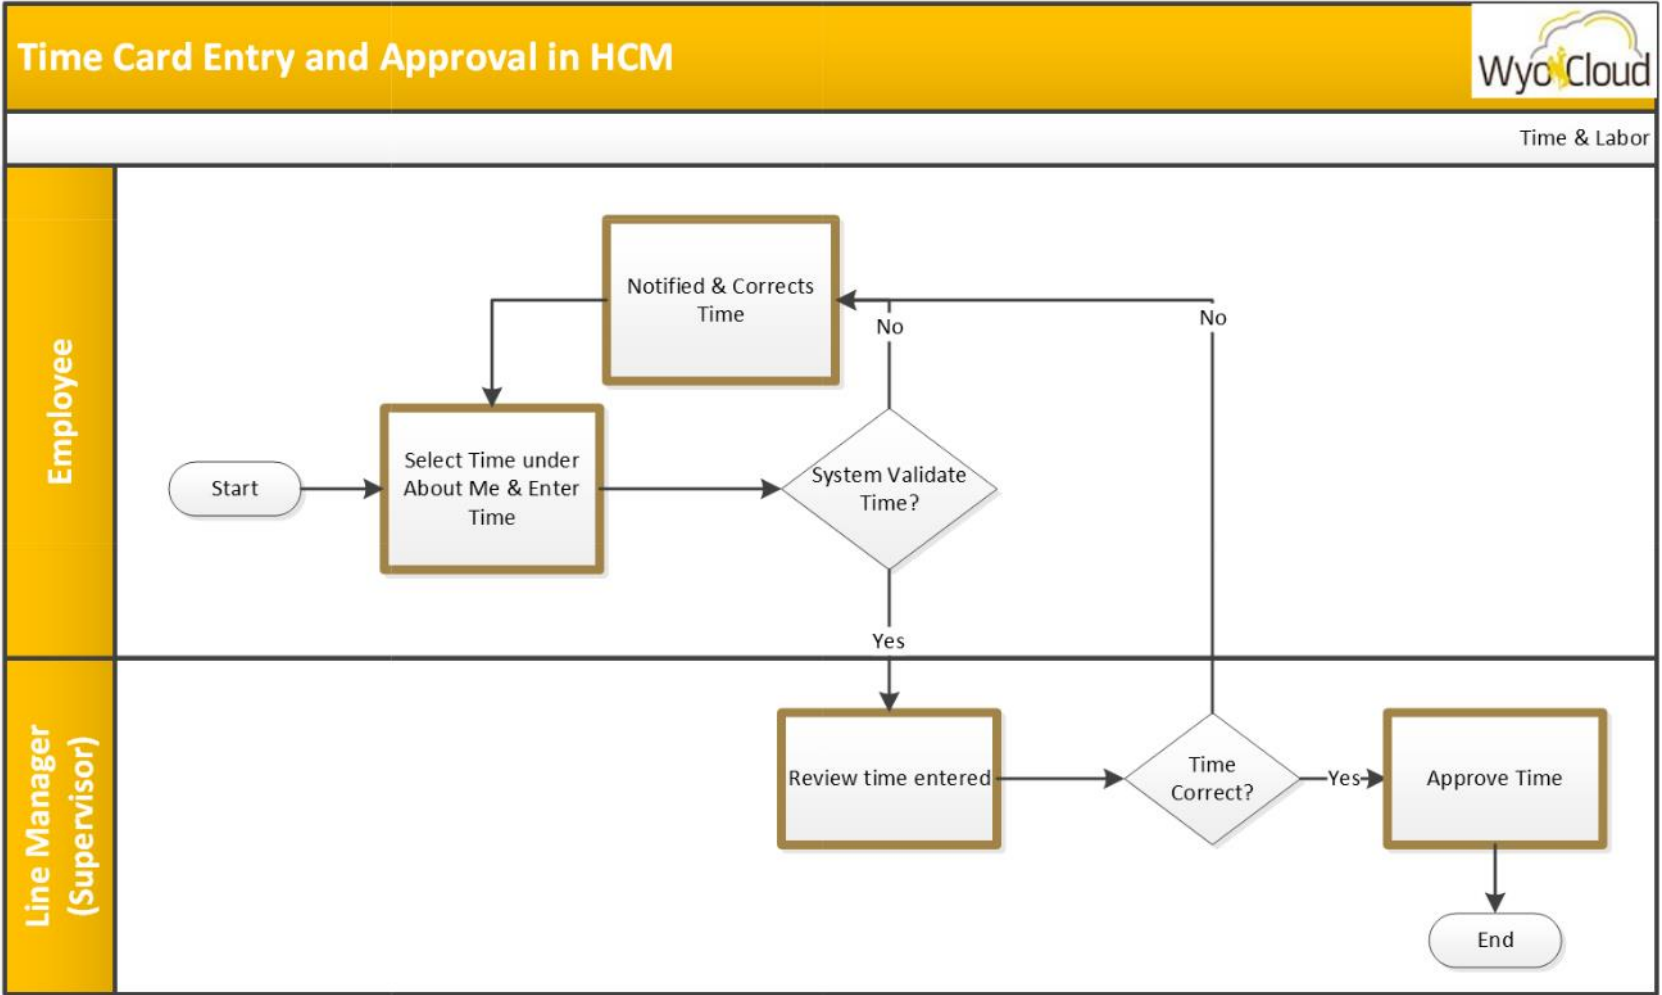 Time Card Entry and Approval in HCM
WyoCloud
Time & Labor
Employee
Notified & Corrects
Time
No
No
Start
Select Time under
About Me & Enter
Time
System Validate
Time?
Yes
Line Manager
(Supervisor)
Review time entered
Time
Correct?
Yes
Approve Time
End